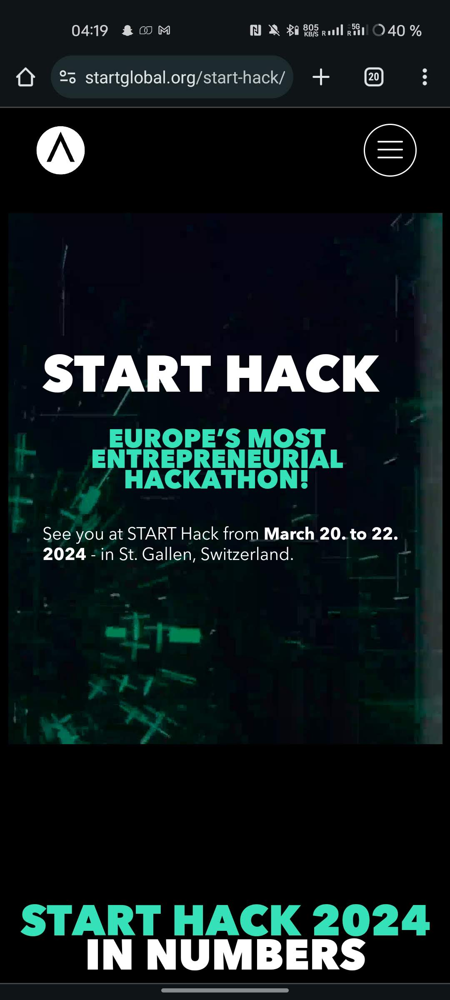 04:19
805 KB/S R R 5G 40 %
startglobal.org/start-hack/
20
START HACK
EUROPE’S MOST
ENTREPRENEURIAL
HACKATHON!
See you at START Hack from March 20. to 22.
2024 - in St. Gallen, Switzerland.
START HACK 2024
IN NUMBERS